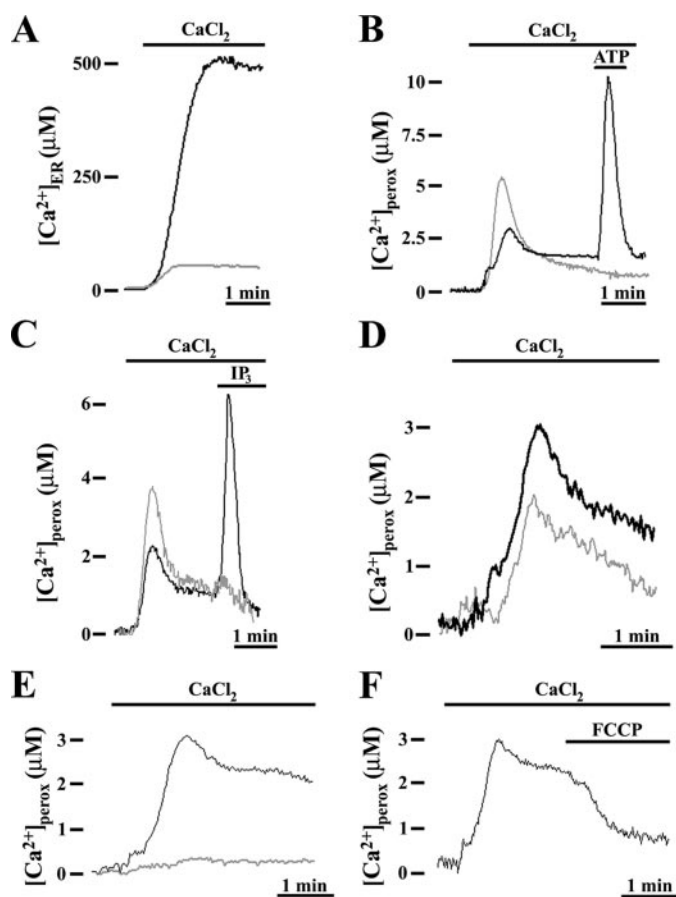 A
CaCl2
500
250
0
[Ca2+]ER (μM)
1 min
B
CaCl2
ATP
10
7.5
5
2.5
0
[Ca2+]perox (μM)
1 min
C
CaCl2
IP3
6
4
2
0
[Ca2+]perox (μM)
1 min
D
CaCl2
3
2
1
0
[Ca2+]perox (μM)
1 min
E
CaCl2
3
2
1
0
[Ca2+]perox (μM)
1 min
F
CaCl2
FCCP
3
2
1
0
[Ca2+]perox (μM)
1 min